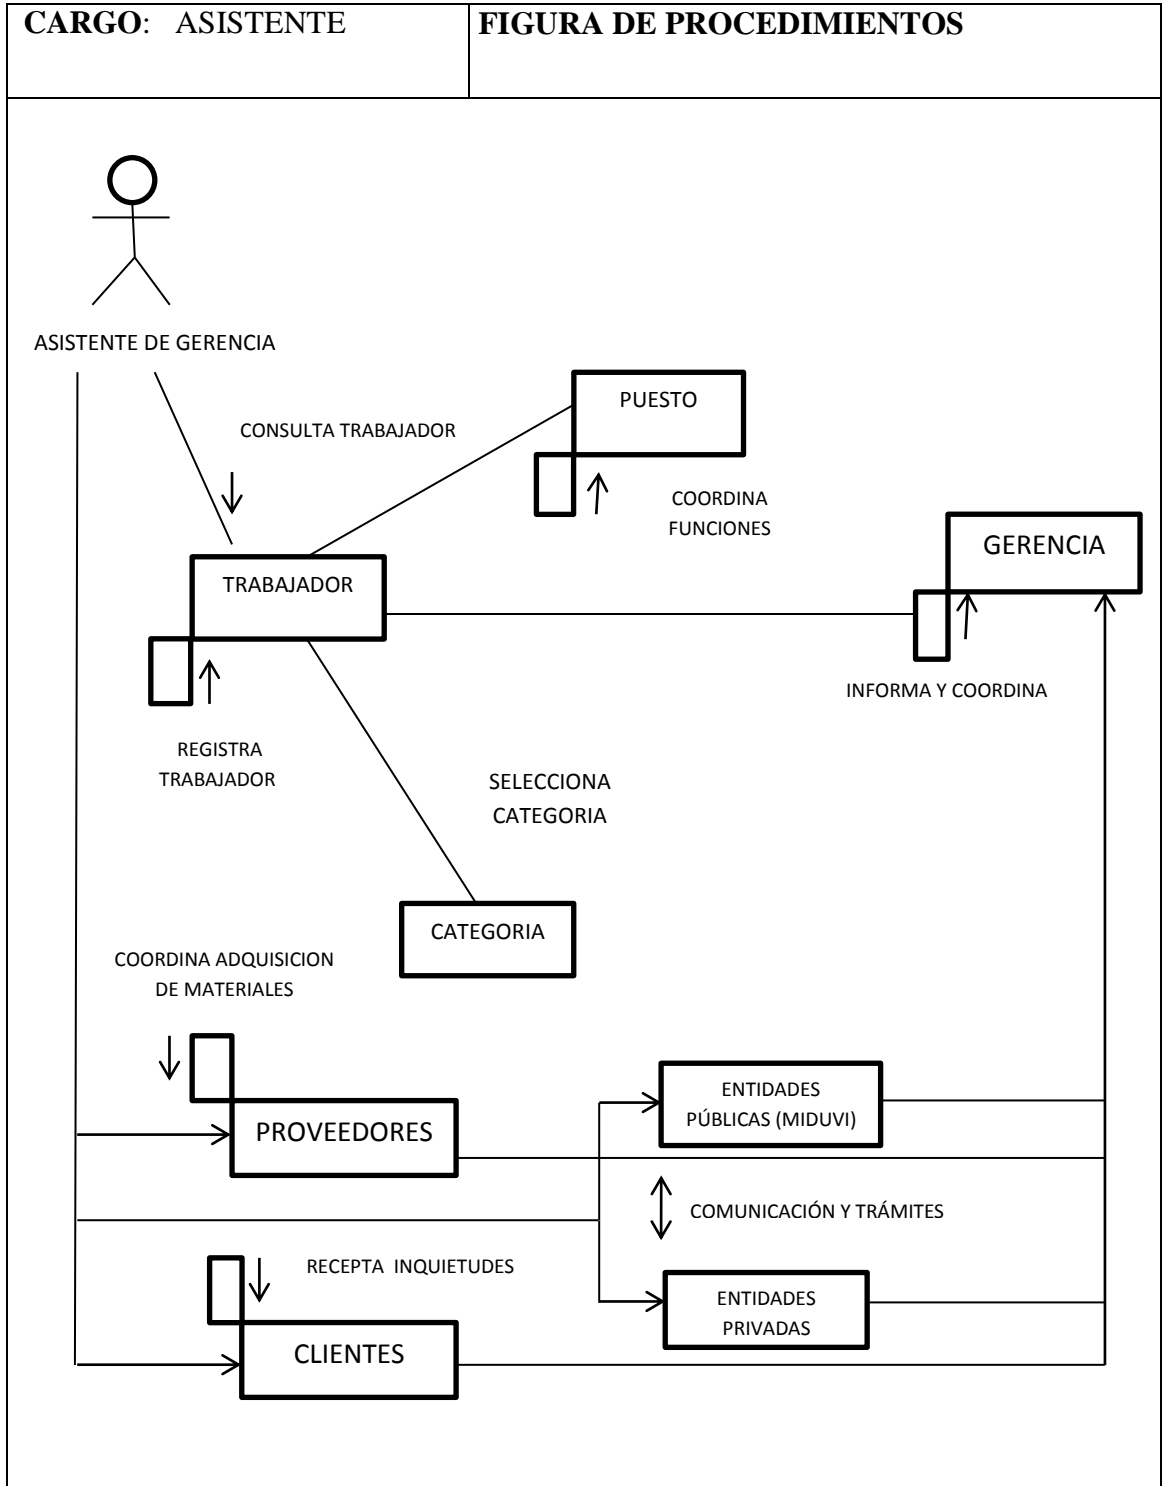 CARGO: ASISTENTE
FIGURA DE PROCEDIMIENTOS
ASISTENTE DE GERENCIA
PUESTO
CONSULTA TRABAJADOR
COORDINA
FUNCIONES
GERENCIA
TRABAJADOR
INFORMA Y COORDINA
REGISTRA
TRABAJADOR
SELECCIONA
CATEGORIA
CATEGORIA
COORDINA ADQUISICION
DE MATERIALES
ENTIDADES
PÚBLICAS (MIDUVI)
PROVEEDORES
COMUNICACIÓN Y TRÁMITES
RECEPTA INQUIETUDES
ENTIDADES
PRIVADAS
CLIENTES